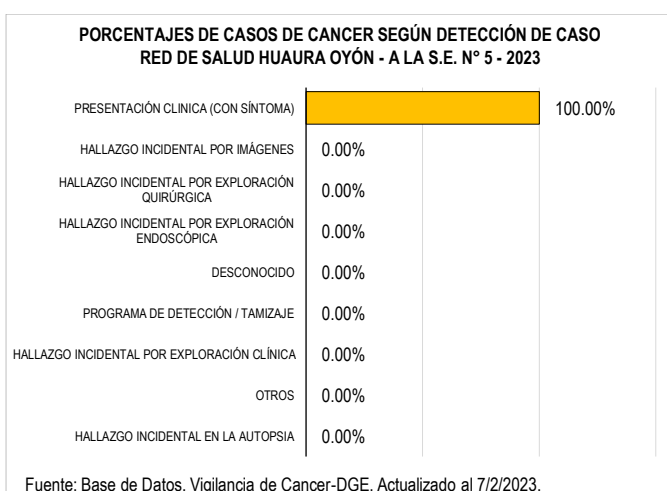 PORCENTAJES DE CASOS DE CANCER SEGÚN DETECCIÓN DE CASO
RED DE SALUD HUAURA OYÓN - A LA S.E. N° 5 - 2023
PRESENTACIÓN CLINICA (CON SÍNTOMA) 100.00%
HALLAZGO INCIDENTAL POR IMÁGENES 0.00%
HALLAZGO INCIDENTAL POR EXPLORACIÓN
QUIRÚRGICA 0.00%
HALLAZGO INCIDENTAL POR EXPLORACIÓN
ENDOSCÓPICA 0.00%
DESCONOCIDO 0.00%
PROGRAMA DE DETECCIÓN / TAMIZAJE 0.00%
HALLAZGO INCIDENTAL POR EXPLORACIÓN CLÍNICA 0.00%
OTROS 0.00%
HALLAZGO INCIDENTAL EN LA AUTOPSIA 0.00%
Fuente: Base de Datos. Vigilancia de Cancer-DGE. Actualizado al 7/2/2023.